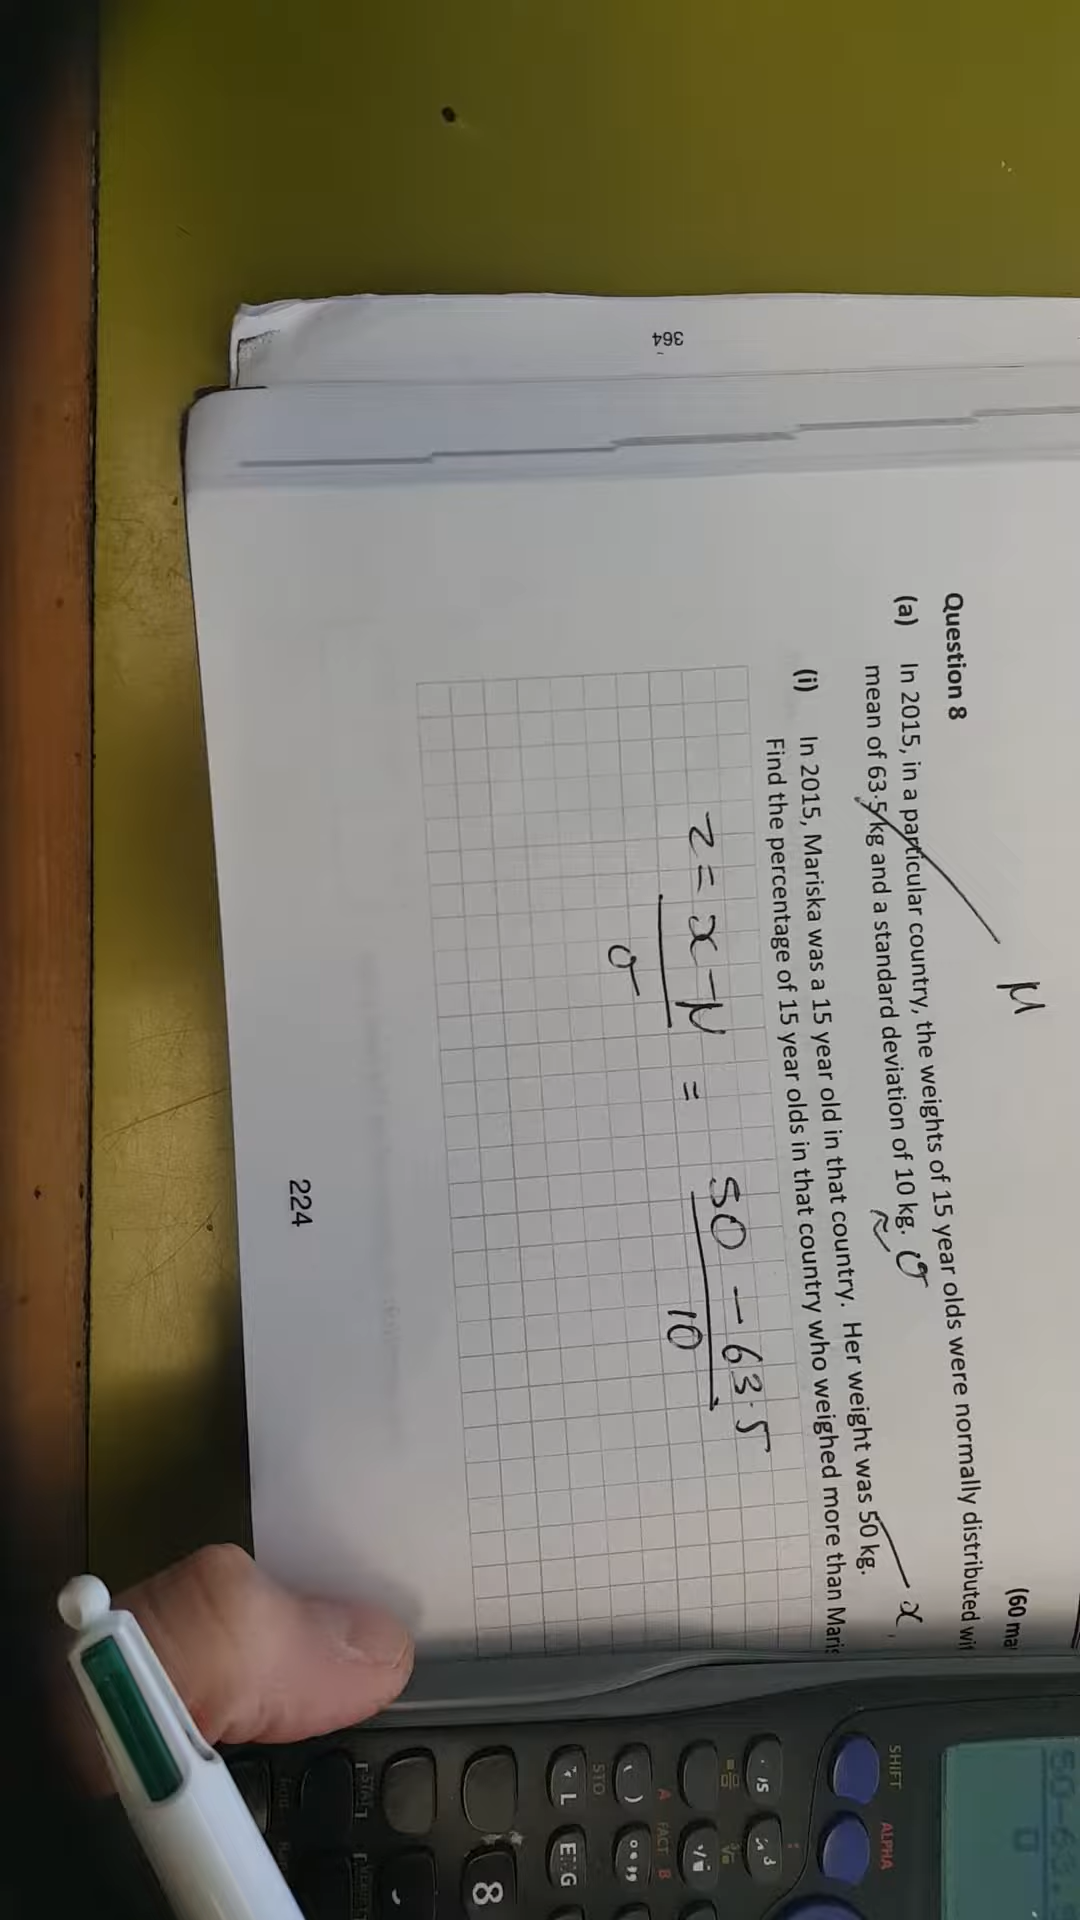 364
(60
Question 8
μ
(a) In 2015, in a particular country, the weights of 15 year olds were normally distributed
mean of 63·5 kg and a standard deviation of 10 kg. σ
x
(i) In 2015, Mariska was a 15 year old in that country. Her weight was 50 kg.
Find the percentage of 15 year olds in that country who weighed more than
z = x - μ = 50 - 63.5
σ 10
224
SHIFT
ALPHA
STO
FACT B
A
8